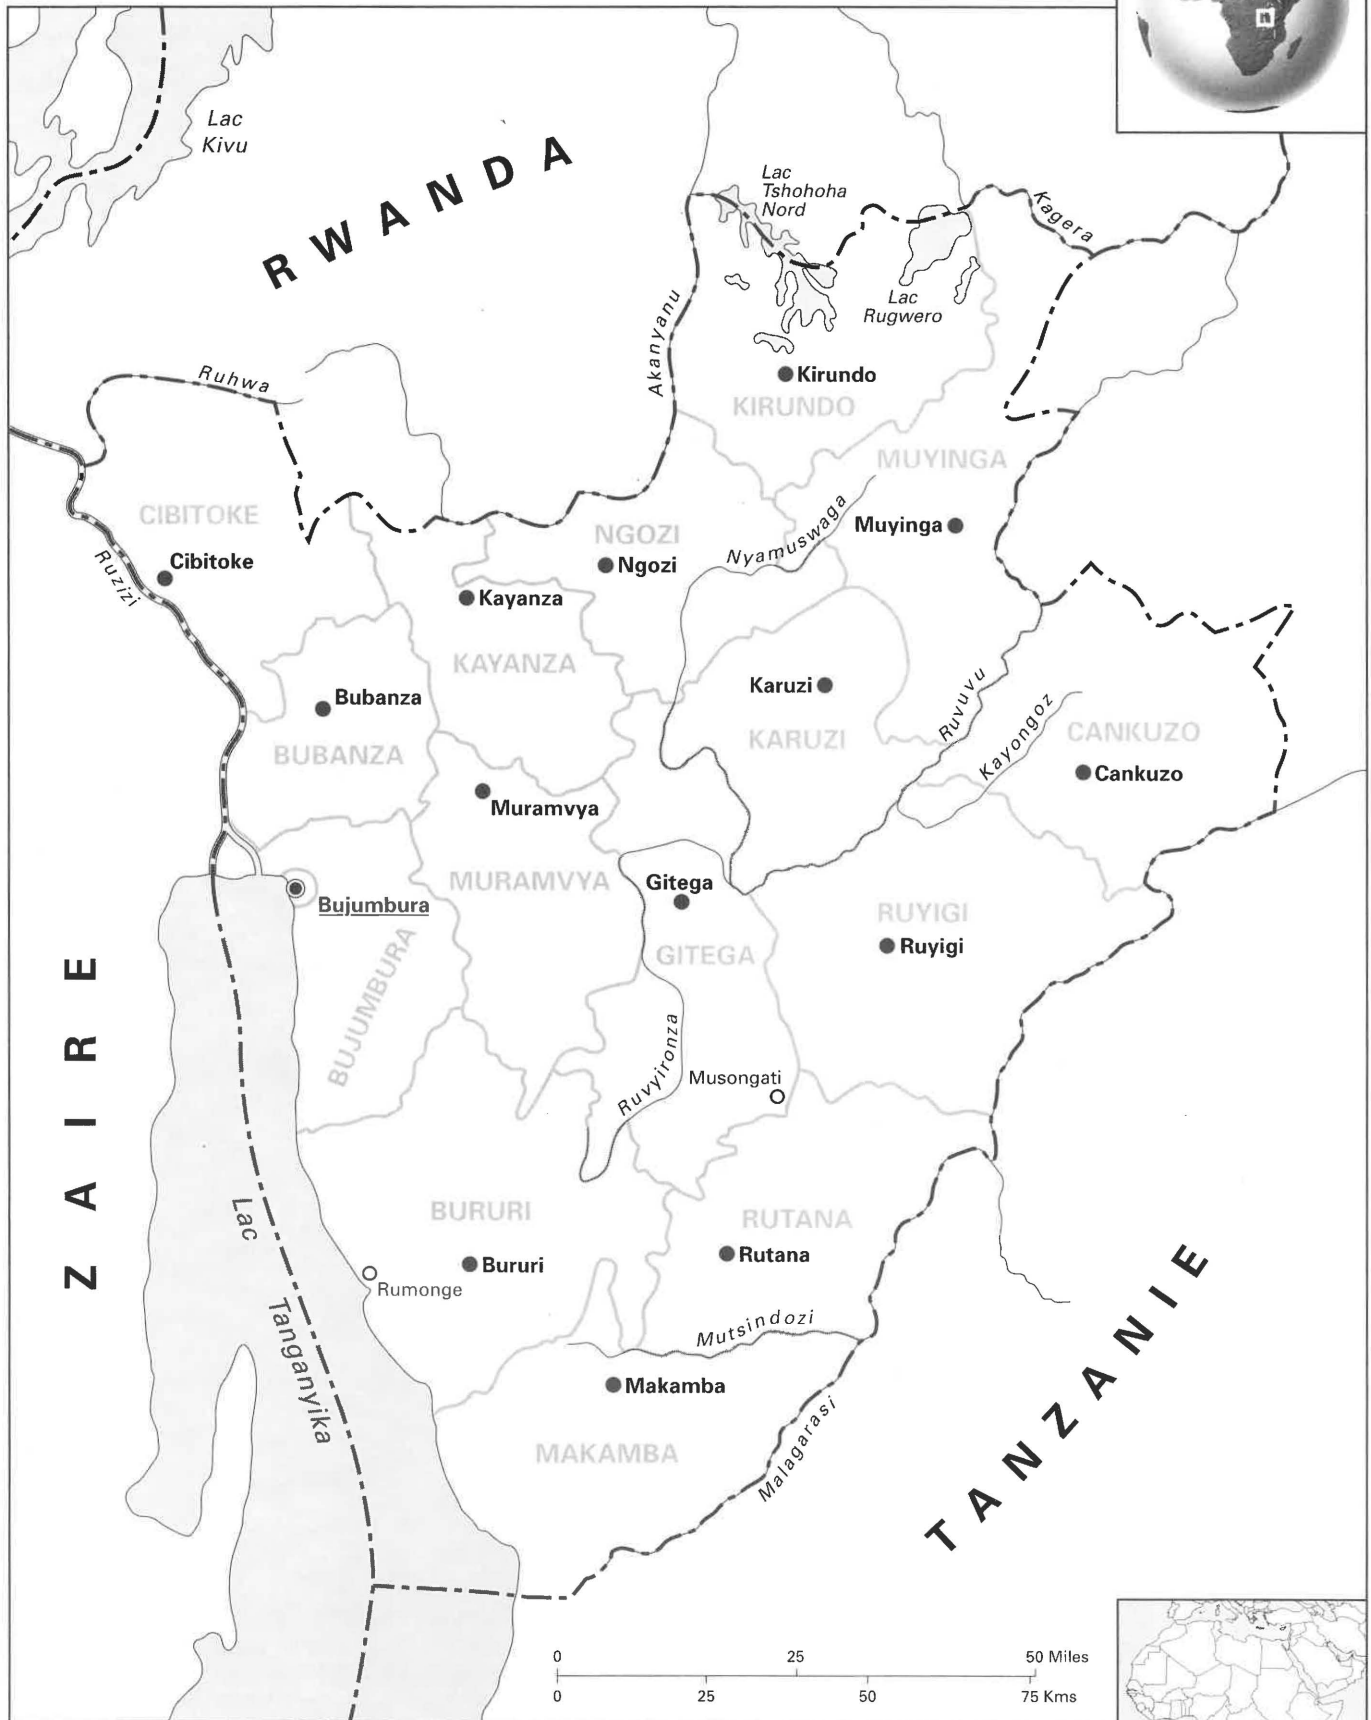 Lac
Kivu
RWANDA
Lac
Tshohoha
Nord
Kagera
Lac
Rugwero
Akanyanu
Ruhwa
Kirundo
KIRUNDO
MUYINGA
CIBITOKE
Nyamuswaga
Muyinga
NGOZI
Cibitoke
Ngozi
Ruzizi
Kayanza
KAYANZA
Bubanza
Karuzi
Ruvuvu
Kayongoz
KARUZI
CANKUZO
BUBANZA
Cankuzo
Muramvya
MURAMVYA
Gitega
Bujumbura
RUYIGI
Ruyigi
GITEGA
BUJUMBURA
ZAIRE
Ruvyironza
Musongati
Lac
Tanganyika
BURURI
RUTANA
Bururi
Rutana
Rumonge
Mutsindozi
Makamba
MAKAMBA
Malagarasi
TANZANIE
0 25 50 Miles
0 25 50 75 Kms